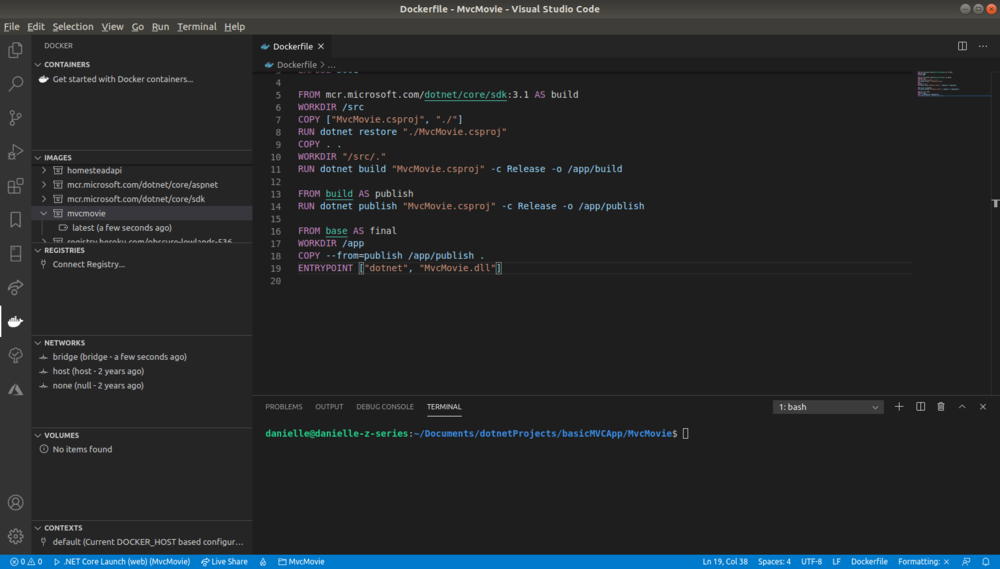 Dockerfile - MvcMovie - Visual Studio Code
File Edit Selection View Go Run Terminal Help
DOCKER
CONTAINERS
Get started with Docker containers...
IMAGES
homesteadapi
mcr.microsoft.com/dotnet/core/aspnet
mcr.microsoft.com/dotnet/core/sdk
mvcmovie
latest (a few seconds ago)
registry.heroku.com/obscure-lowlands-536...
REGISTRIES
Connect Registry...
NETWORKS
bridge (bridge - a few seconds ago)
host (host - 2 years ago)
none (null - 2 years ago)
VOLUMES
No items found
CONTEXTS
default (Current DOCKER_HOST based configur...
Dockerfile
Dockerfile > ...
4
5 FROM mcr.microsoft.com/dotnet/core/sdk:3.1 AS build
6 WORKDIR /src
7 COPY ["MvcMovie.csproj", "./"]
8 RUN dotnet restore "./MvcMovie.csproj"
9 COPY . .
10 WORKDIR "/src/."
11 RUN dotnet build "MvcMovie.csproj" -c Release -o /app/build
12
13 FROM build AS publish
14 RUN dotnet publish "MvcMovie.csproj" -c Release -o /app/publish
15
16 FROM base AS final
17 WORKDIR /app
18 COPY --from=publish /app/publish .
19 ENTRYPOINT ["dotnet", "MvcMovie.dll"]
20
PROBLEMS OUTPUT DEBUG CONSOLE TERMINAL 1: bash
danielle@danielle-z-series:~/Documents/dotnetProjects/basicMVCApp/MvcMovie$
0 0 .NET Core Launch (web) (MvcMovie) Live Share MvcMovie Ln 19, Col 38 Spaces: 4 UTF-8 LF Dockerfile Formatting: ×